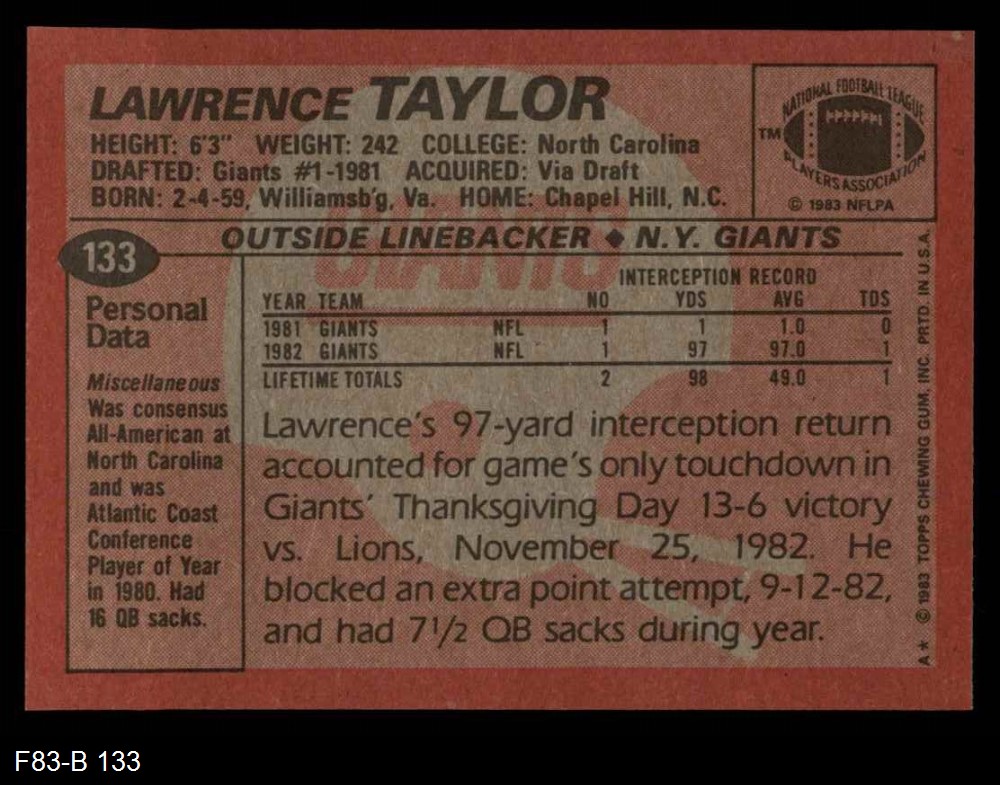 LAWRENCE TAYLOR
HEIGHT: 6'3" WEIGHT: 242 COLLEGE: North Carolina
DRAFTED: Giants #1-1981 ACQUIRED: Via Draft
BORN: 2-4-59, Williamsb'g, Va. HOME: Chapel Hill, N.C.
NATIONAL FOOTBALL LEAGUE
TM
PLAYERS ASSOCIATION
© 1983 NFLPA
133
OUTSIDE LINEBACKER ♦ N.Y. GIANTS
GIANTS
Personal
Data
Miscellaneous
Was consensus
All-American at
North Carolina
and was
Atlantic Coast
Conference
Player of Year
in 1980. Had
16 QB sacks.
INTERCEPTION RECORD
YEAR TEAM NO YDS AVG TDS
1981 GIANTS NFL 1 1 1.0 0
1982 GIANTS NFL 1 97 97.0 1
LIFETIME TOTALS 2 98 49.0 1
Lawrence's 97-yard interception return
accounted for game's only touchdown in
Giants' Thanksgiving Day 13-6 victory
vs. Lions, November 25, 1982. He
blocked an extra point attempt, 9-12-82,
and had 7 1/2 QB sacks during year.
A* © 1983 TOPPS CHEWING GUM, INC. PRTD. IN U.S.A.
F83-B 133